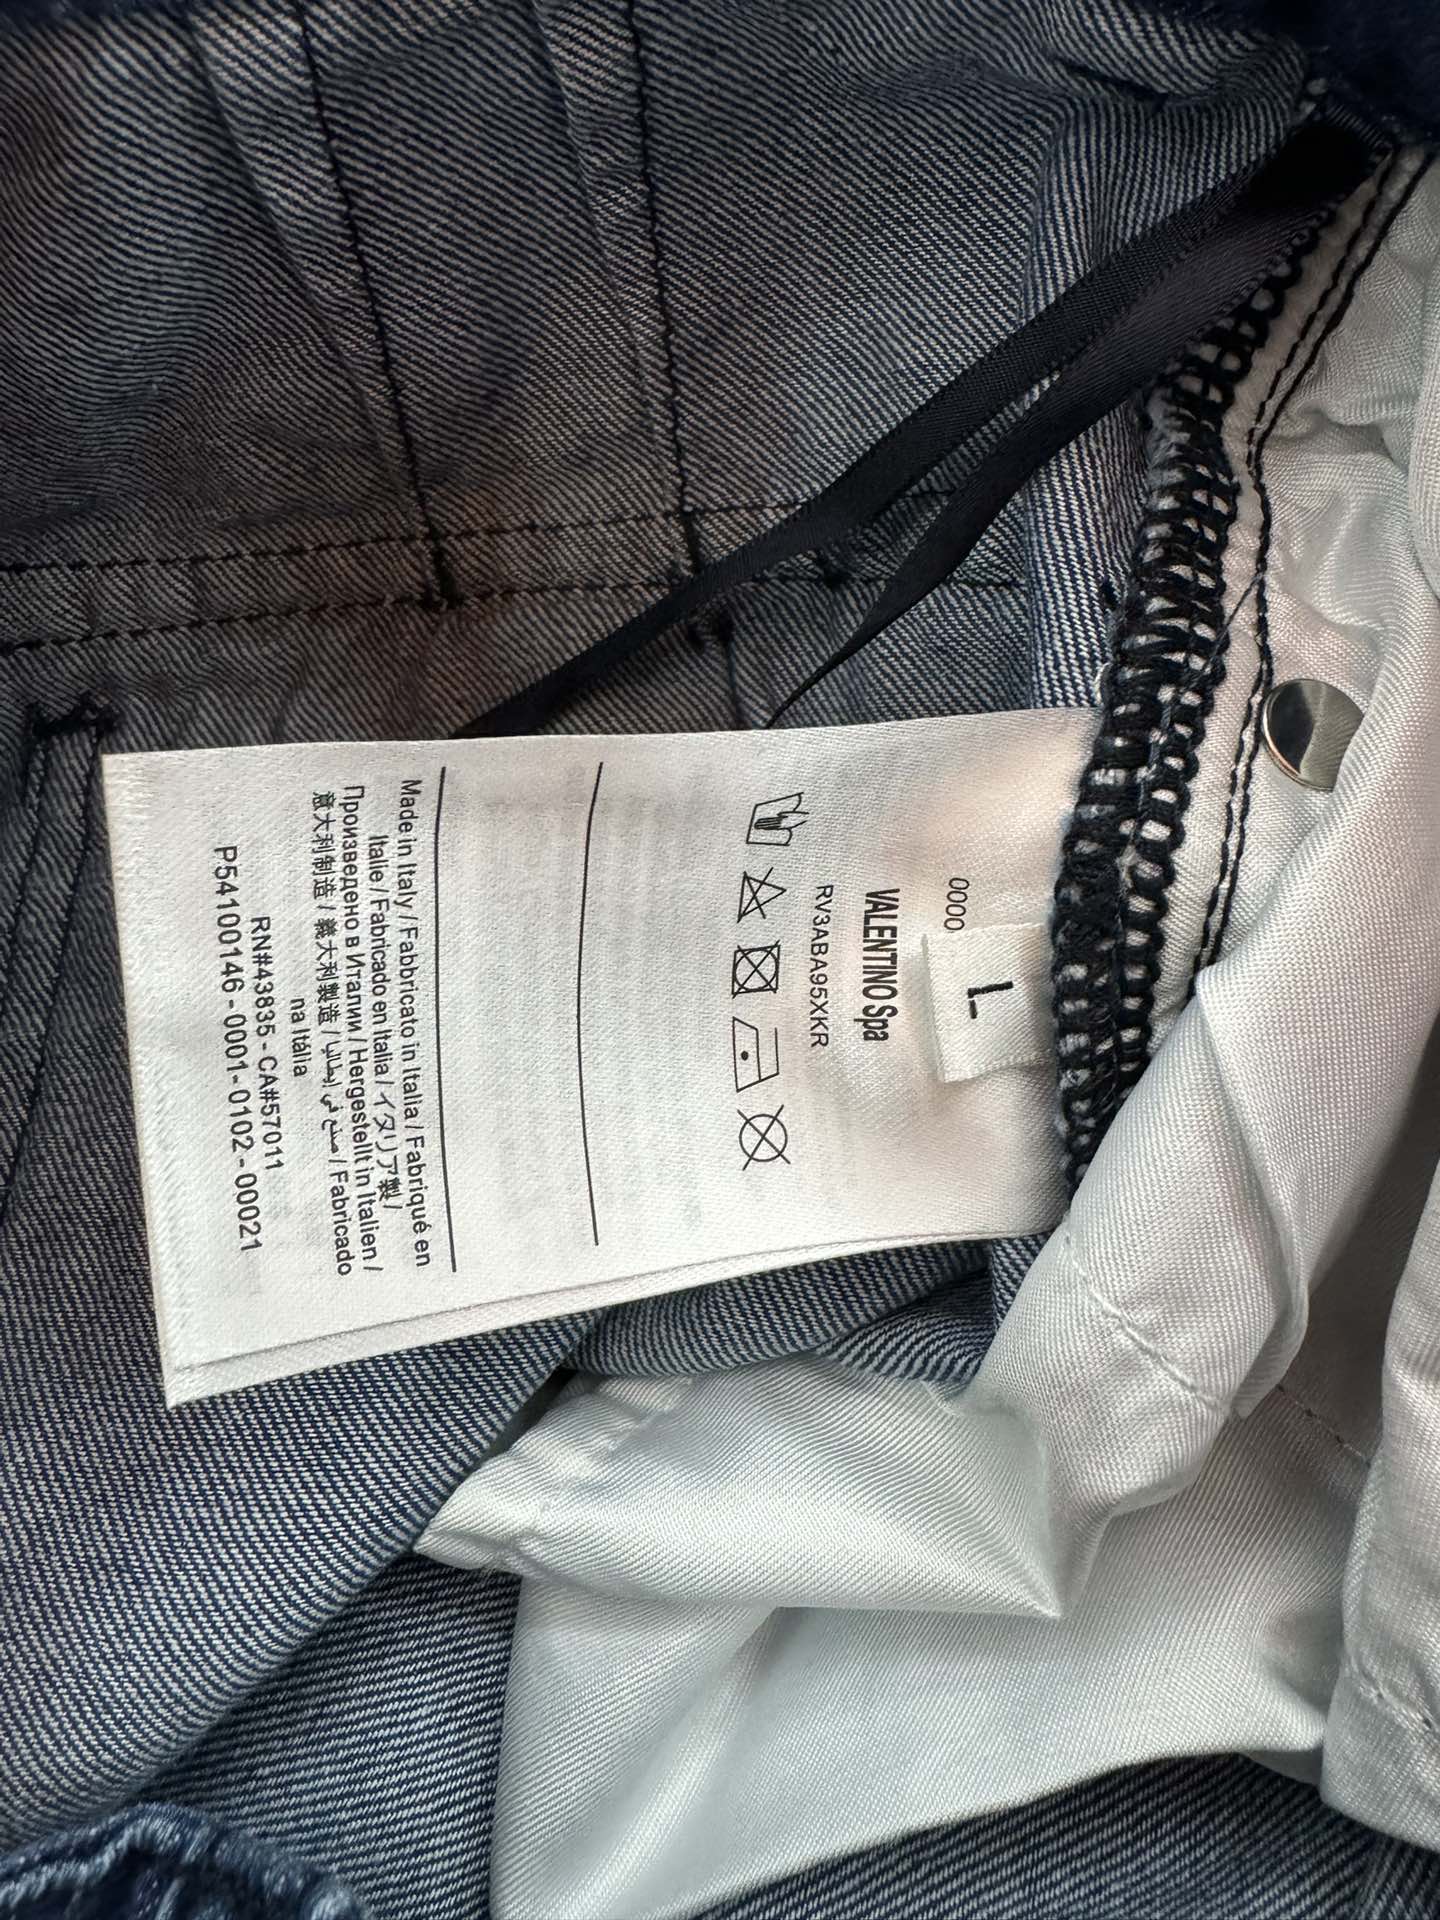 0000
L
VALENTINO Spa
RV3ABA95XKR
Made in Italy / Fabbricato in Italia / Fabriqué en
Italie / Fabricado en Italia / イタリア製 /
Произведено в Италии / Hergestellt in Italien /
意大利制造 / 義大利製造 / صنع في إيطاليا / Fabricado
na Itália
RN#43835 - CA#57011
P54100146 - 0001 - 0102 - 00021